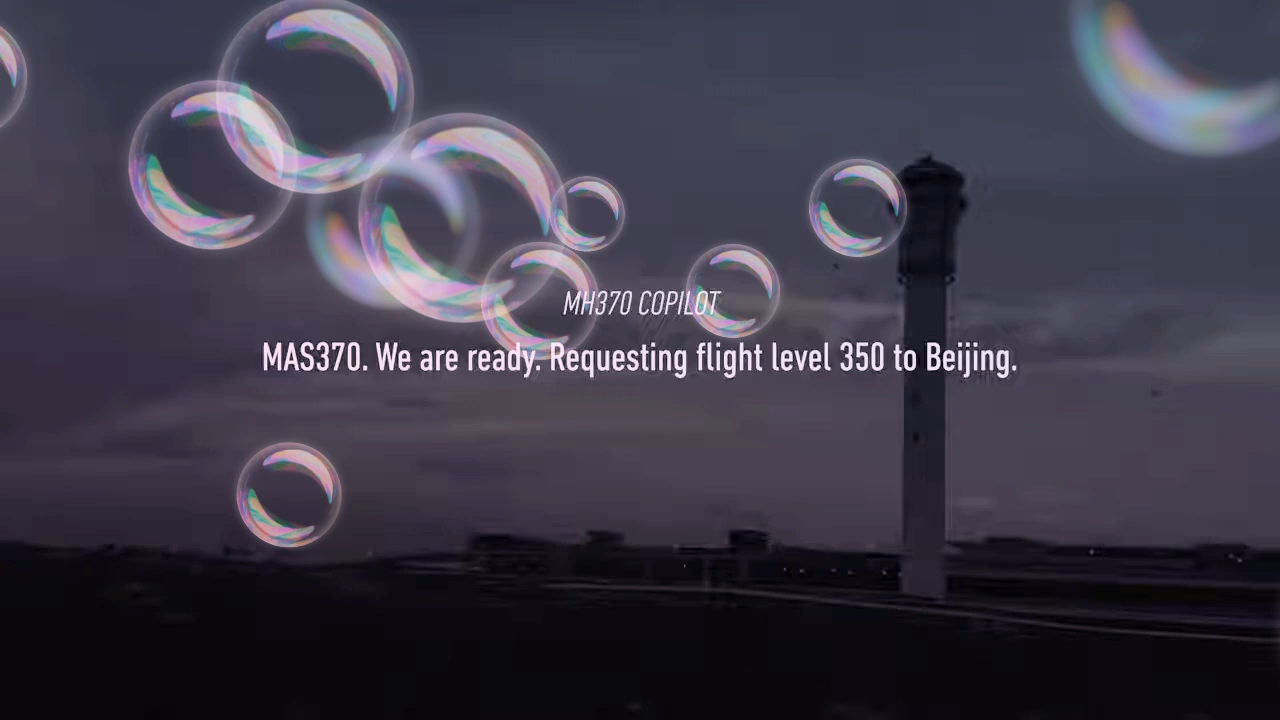 MH370 COPILOT
MAS370. We are ready. Requesting flight level 350 to Beijing.